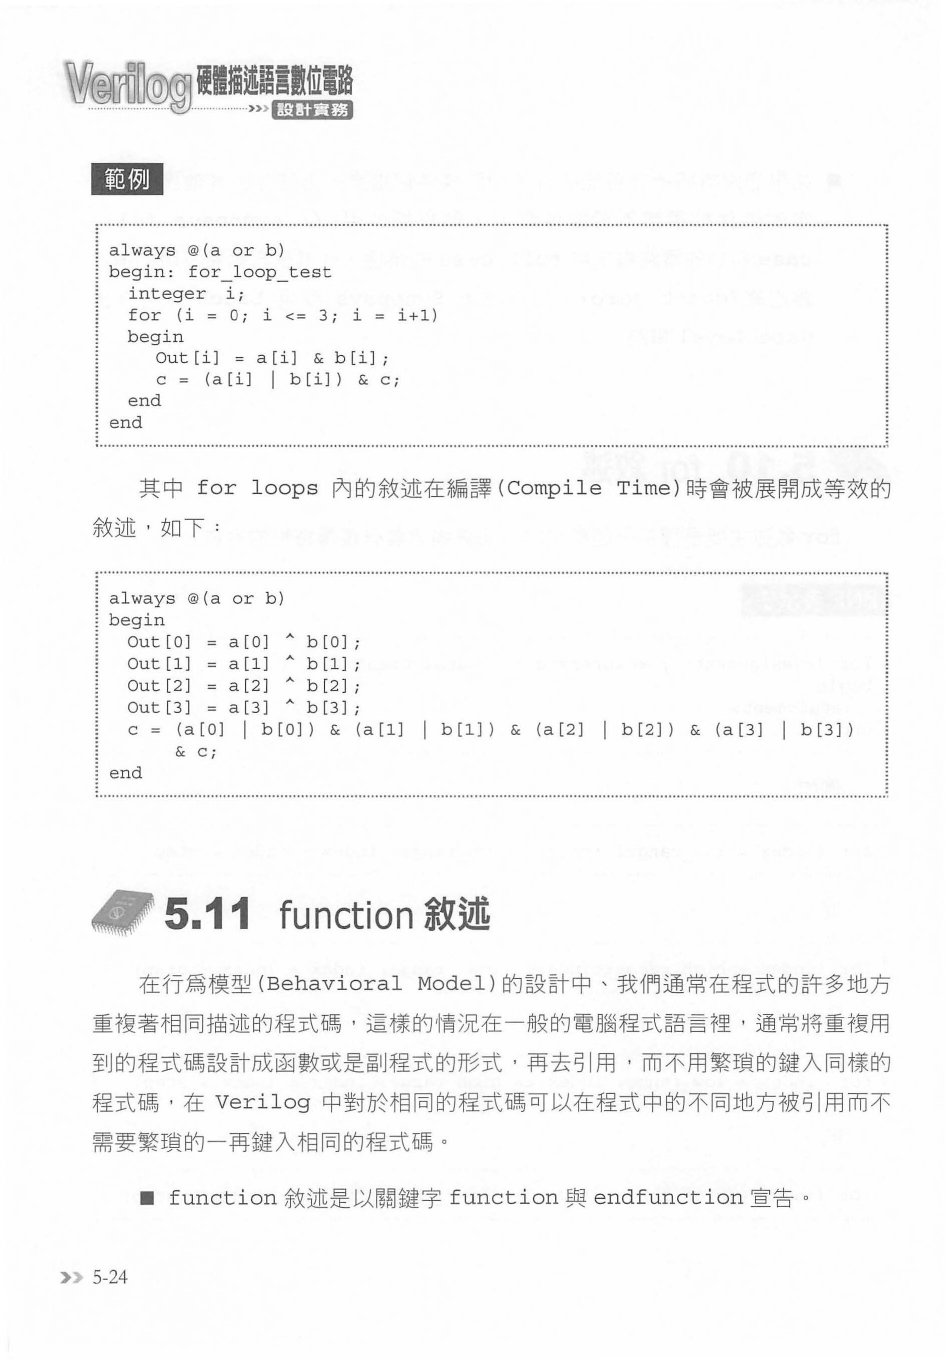 Verilog 硬體描述語言數位電路
>>> 設計實務
範例
always @(a or b)
begin: for_loop_test
  integer i;
  for (i = 0; i <= 3; i = i+1)
  begin
    Out[i] = a[i] & b[i];
    c = (a[i] | b[i]) & c;
  end
end
其中 for loops 內的敘述在編譯(Compile Time)時會被展開成等效的
敘述，如下：
always @(a or b)
begin
  Out[0] = a[0] ^ b[0];
  Out[1] = a[1] ^ b[1];
  Out[2] = a[2] ^ b[2];
  Out[3] = a[3] ^ b[3];
  c = (a[0] | b[0]) & (a[1] | b[1]) & (a[2] | b[2]) & (a[3] | b[3])
      & c;
end
5.11 function 敘述
在行為模型(Behavioral Model)的設計中、我們通常在程式的許多地方
重複著相同描述的程式碼，這樣的情況在一般的電腦程式語言裡，通常將重複用
到的程式碼設計成函數或是副程式的形式，再去引用，而不用繁瑣的鍵入同樣的
程式碼，在 Verilog 中對於相同的程式碼可以在程式中的不同地方被引用而不
需要繁瑣的一再鍵入相同的程式碼。
■ function 敘述是以關鍵字 function 與 endfunction 宣告。
>> 5-24